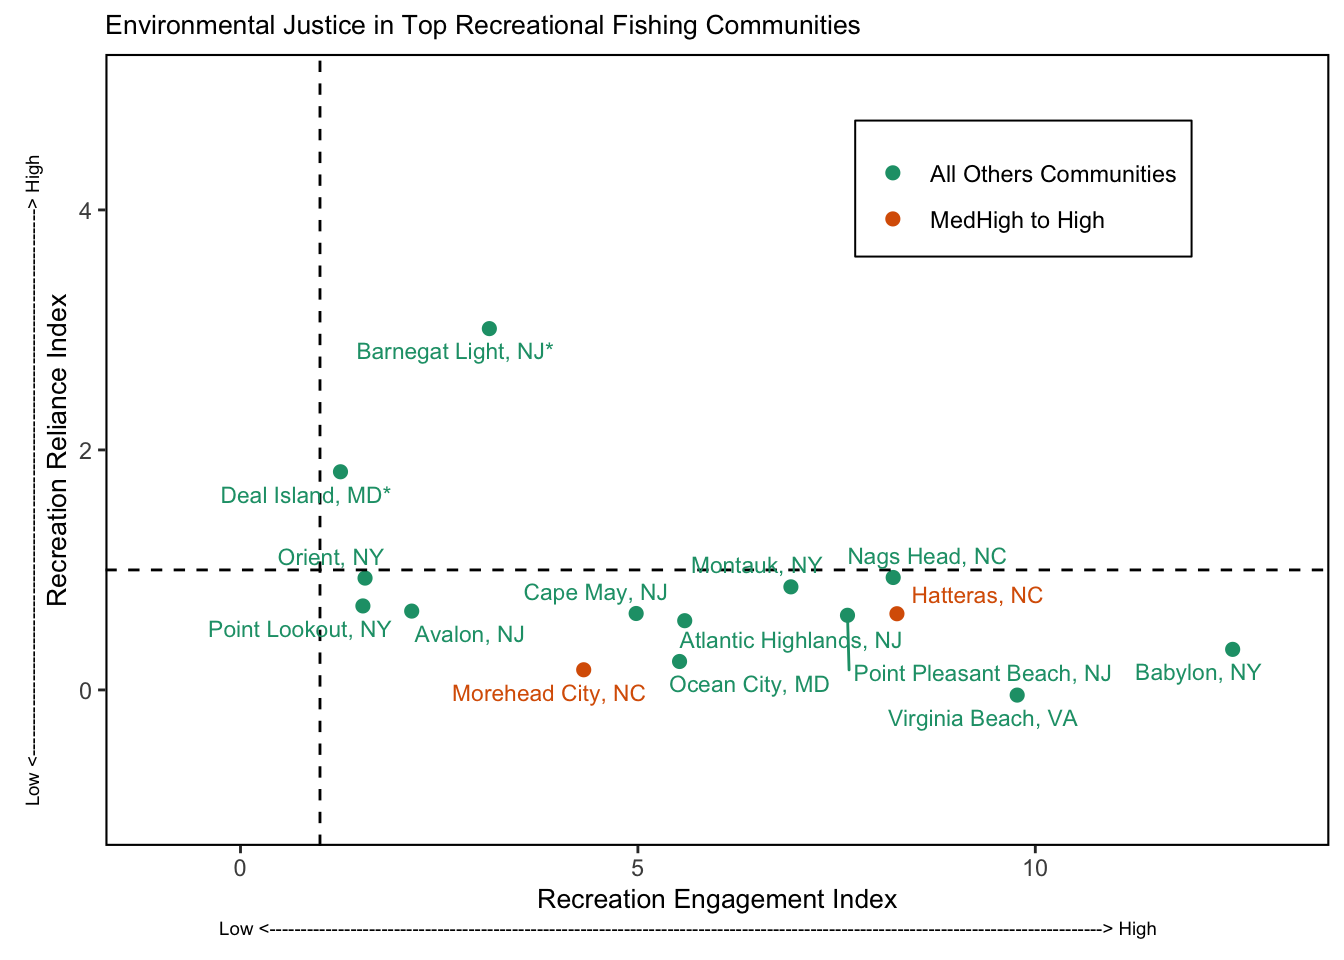 Environmental Justice in Top Recreational Fishing Communities
All Others Communities
MedHigh to High
Barnegat Light, NJ*
Deal Island, MD*
Orient, NY
Montauk, NY
Nags Head, NC
Cape May, NJ
Hatteras, NC
Point Lookout, NY
Avalon, NJ
Atlantic Highlands, NJ
Point Pleasant Beach, NJ
Babylon, NY
Morehead City, NC
Ocean City, MD
Virginia Beach, VA
4
2
0
Recreation Reliance Index
Low <--------------------------------------------------------------------------------------------> High
0
5
10
Recreation Engagement Index
Low <--------------------------------------------------------------------------------------------------------------------------------------------> High